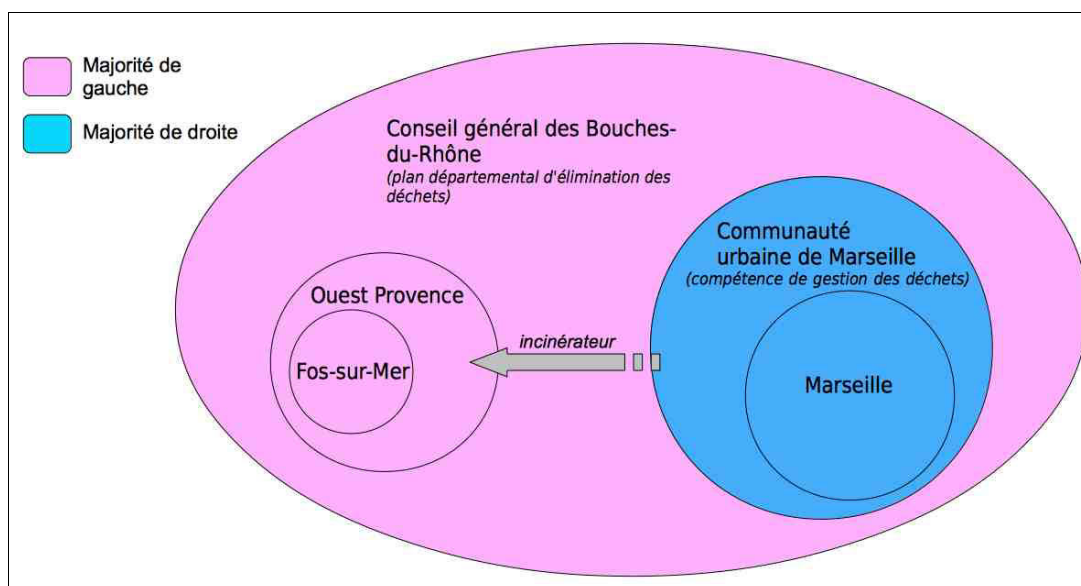 Majorité de
gauche
Majorité de droite
Conseil général des Bouches-
du-Rhône
(plan départemental d'élimination des
déchets)
Communauté
urbaine de Marseille
(compétence de gestion des déchets)
Ouest Provence
incinérateur
Fos-sur-Mer
Marseille